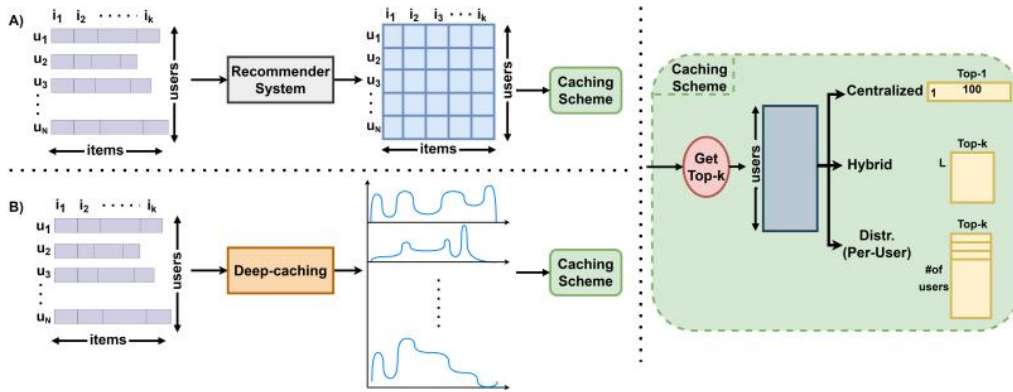 A)
i1 i2 ······ ik
u1
u2
u3
uN
users
items
Recommender
System
i1 i2 i3 ······ ik
u1
u2
u3
uN
users
items
Caching
Scheme
B)
i1 i2 ······ ik
u1
u2
u3
uN
users
items
Deep-caching
Caching
Scheme
Caching
Scheme
Get
Top-k
users
Centralized
Top-1
1 100
Hybrid
Top-k
L
Distr.
(Per-User)
Top-k
#of
users